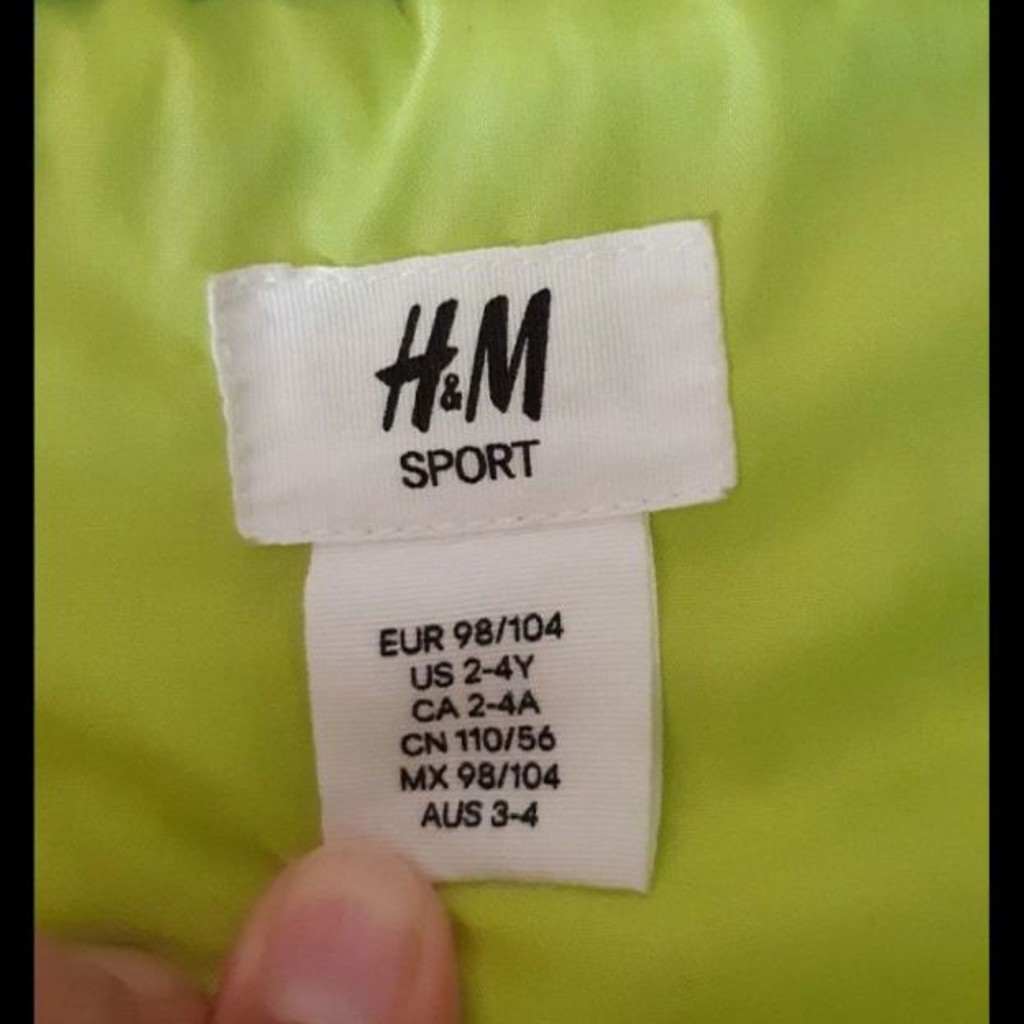 H&M
SPORT
EUR 98/104
US 2-4Y
CA 2-4A
CN 110/56
MX 98/104
AUS 3-4